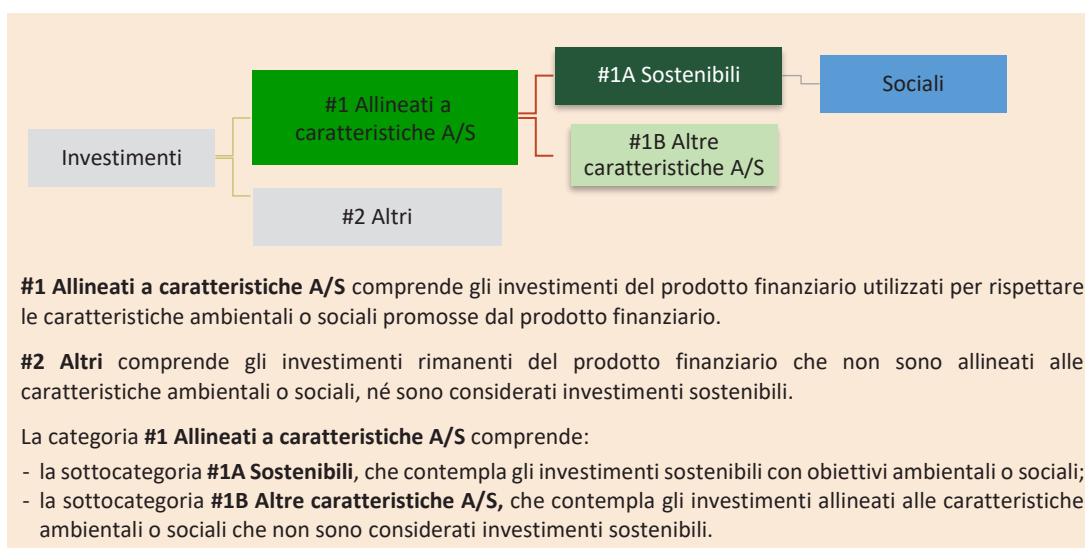 #1A Sostenibili
Sociali
#1 Allineati a
caratteristiche A/S
#1B Altre
caratteristiche A/S
Investimenti
#2 Altri
#1 Allineati a caratteristiche A/S comprende gli investimenti del prodotto finanziario utilizzati per rispettare
le caratteristiche ambientali o sociali promosse dal prodotto finanziario.
#2 Altri comprende gli investimenti rimanenti del prodotto finanziario che non sono allineati alle
caratteristiche ambientali o sociali, né sono considerati investimenti sostenibili.
La categoria #1 Allineati a caratteristiche A/S comprende:
- la sottocategoria #1A Sostenibili, che contempla gli investimenti sostenibili con obiettivi ambientali o sociali;
- la sottocategoria #1B Altre caratteristiche A/S, che contempla gli investimenti allineati alle caratteristiche
ambientali o sociali che non sono considerati investimenti sostenibili.